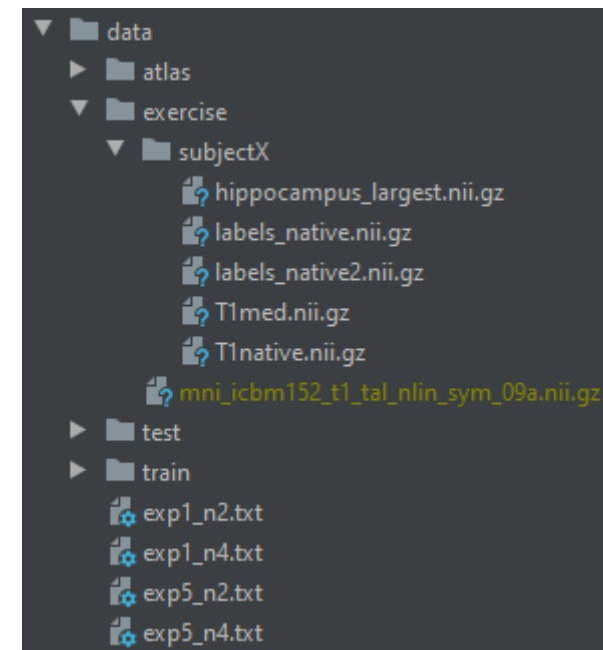 data
atlas
exercise
subjectX
hippocampus_largest.nii.gz
labels_native.nii.gz
labels_native2.nii.gz
T1med.nii.gz
T1native.nii.gz
mni_icbm152_t1_tal_nlin_sym_09a.nii.gz
test
train
exp1_n2.txt
exp1_n4.txt
exp5_n2.txt
exp5_n4.txt